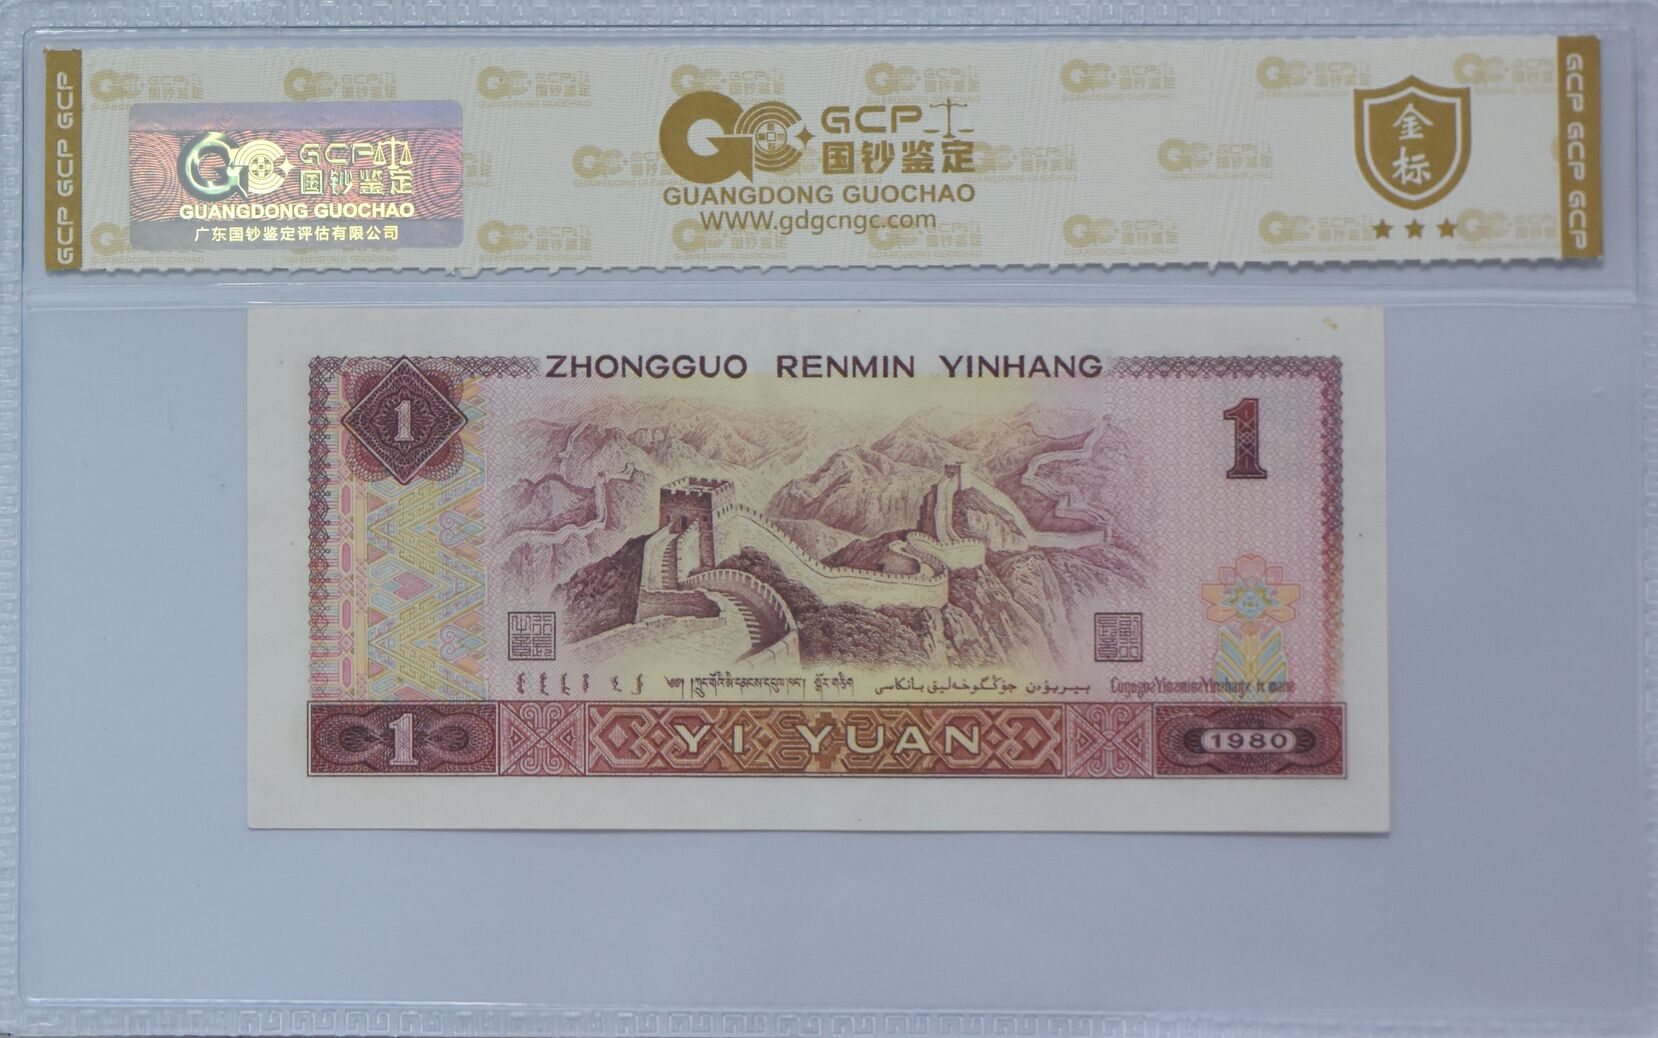 GCP GCP GCP
GCP
国钞鉴定
GUANGDONG GUOCHAO
广东国钞鉴定评估有限公司
GCP
国钞鉴定
GUANGDONG GUOCHAO
WWW.gdgcngc.com
金标
GCP GCP GCP
ZHONGGUO RENMIN YINHANG
1
1
1
YI YUAN
1980